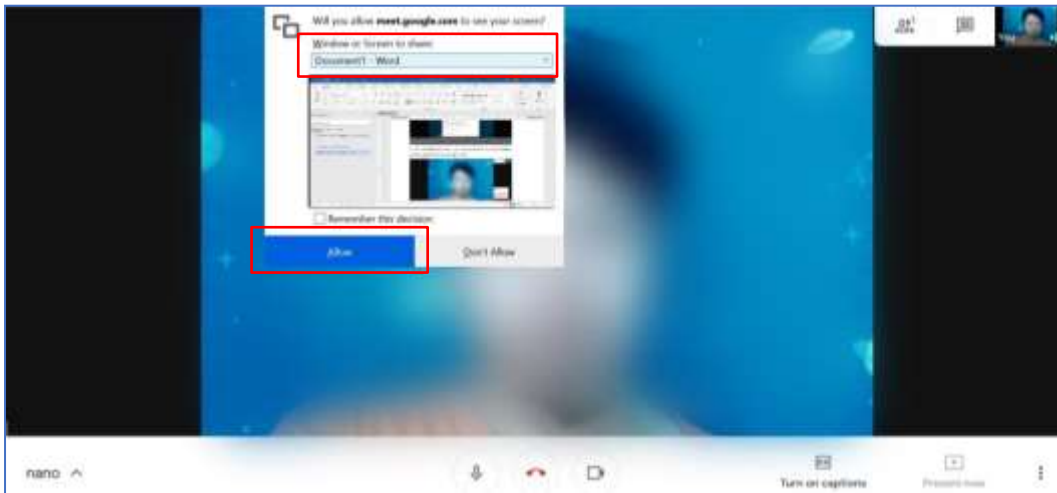 Will you allow meet.google.com to see your screen?
Window or Screen to share:
Document1 - Word
Remember this decision
Allow
Don't Allow
nano
Turn on captions
Present now